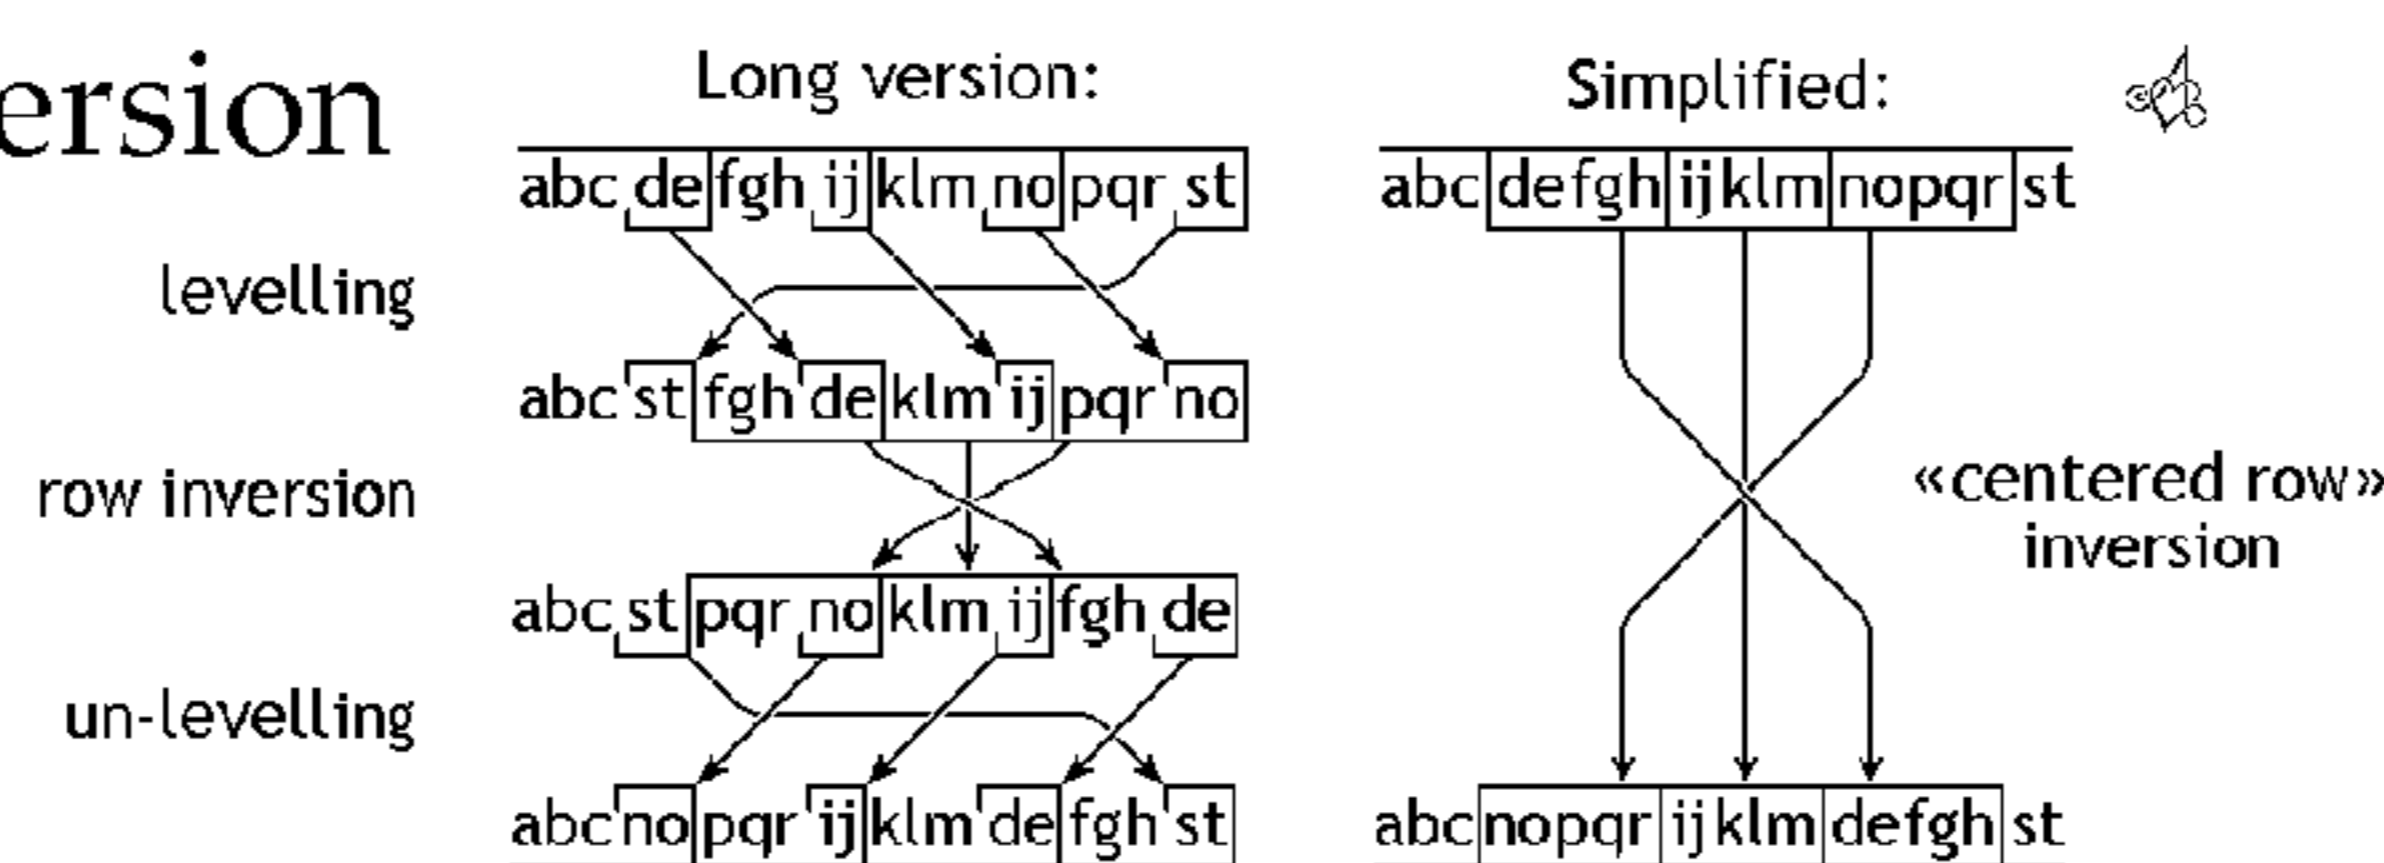 ersion
Long version:
Simplified:
abc de fgh ij klm no pqr st
abc defgh ijklm nopqr st
levelling
abc st fgh de klm ij pqr no
row inversion
«centered row»
inversion
abc st pqr no klm ij fgh de
un-levelling
abc no pqr ij klm de fgh st
abc nopqr ijklm defgh st